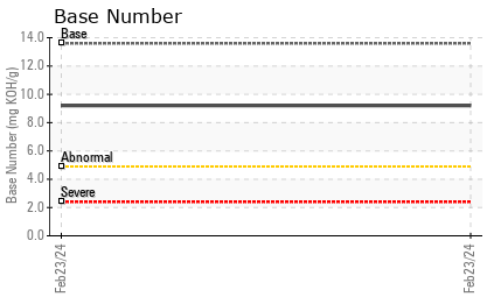 Base Number
Base Number (mg KOH/g)
14.0
12.0
10.0
8.0
6.0
4.0
2.0
0.0
Base
Abnormal
Severe
Feb23/24
Feb23/24